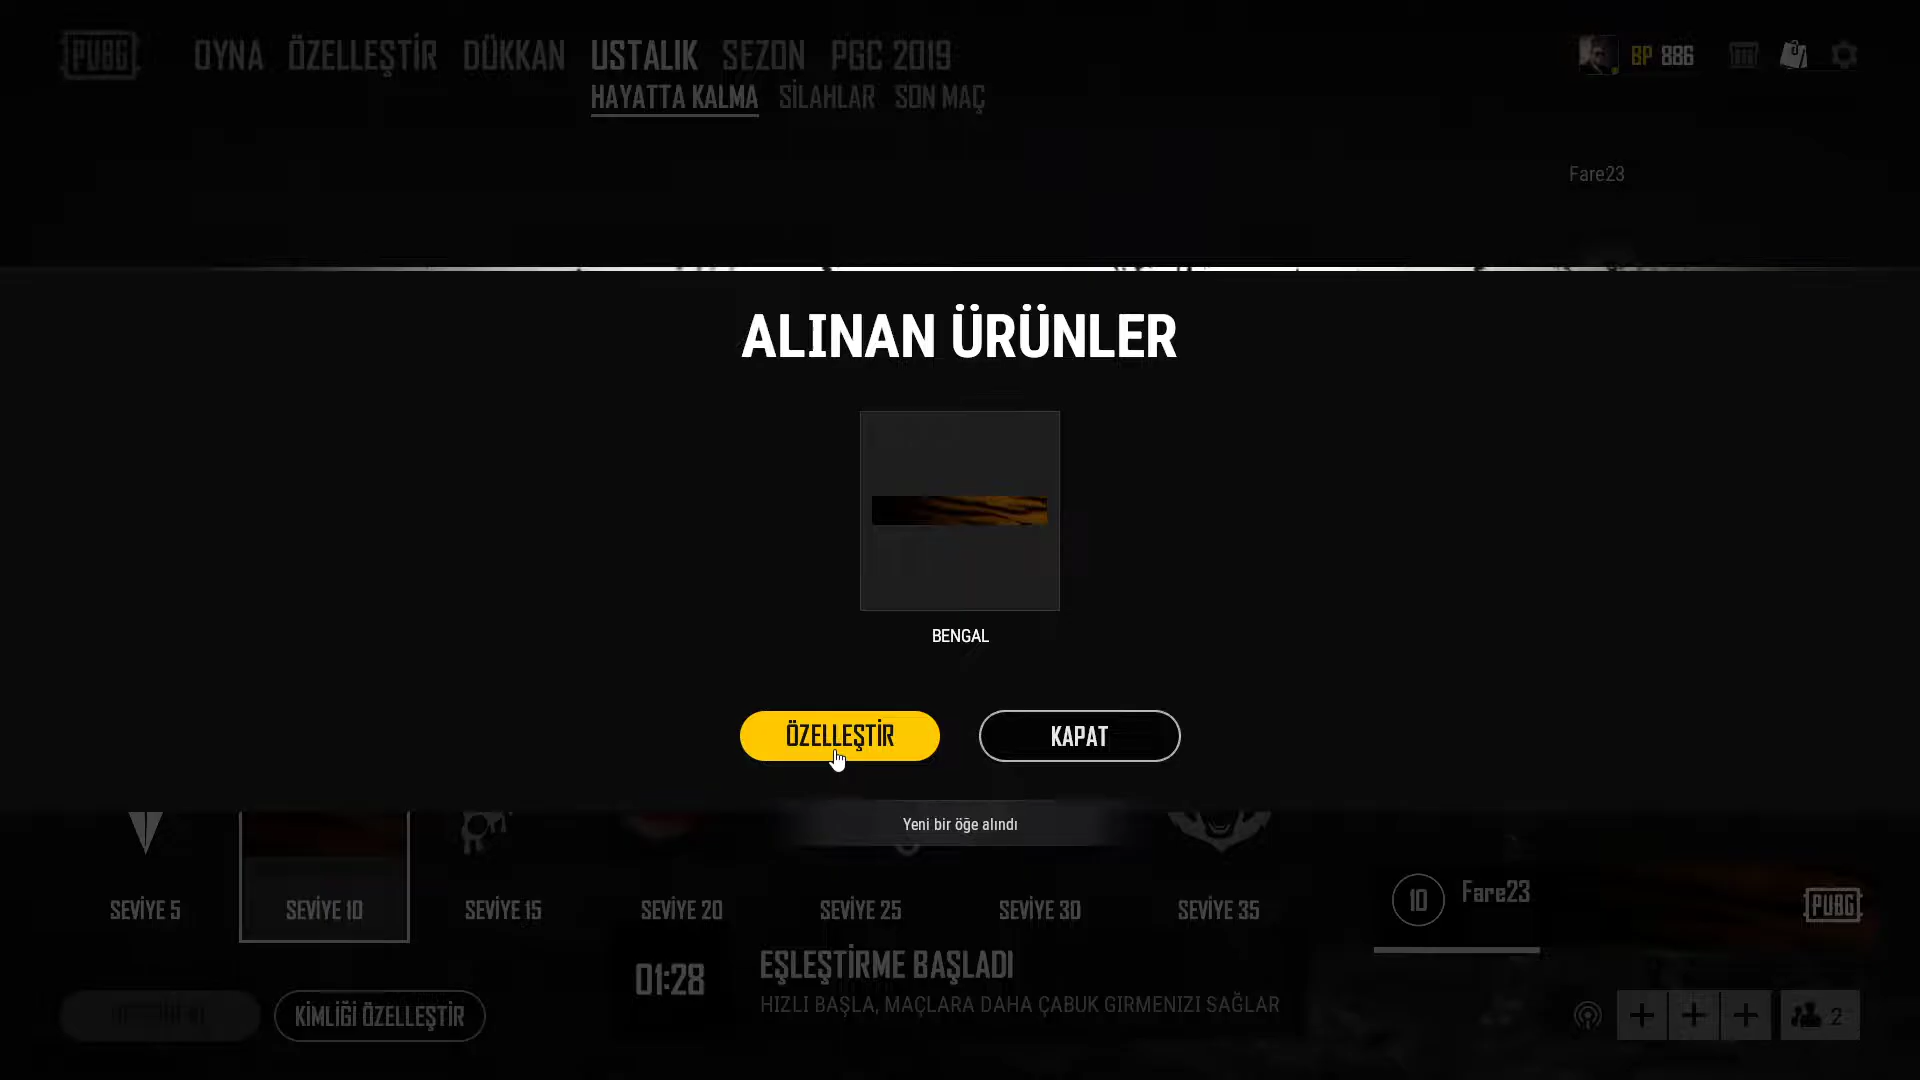 PUBG
OYNA ÖZELLEŞTİR DÜKKAN USTALIK SEZON PGC 2019
BP 886
HAYATTA KALMA SİLAHLAR SON MAÇ
Fare23
ALINAN ÜRÜNLER
BENGAL
ÖZELLEŞTİR KAPAT
Yeni bir öğe alındı
SEVİYE 5 SEVİYE 10 SEVİYE 15 SEVİYE 20 SEVİYE 25 SEVİYE 30 SEVİYE 35
10 Fare23 PUBG
01:28 EŞLEŞTİRME BAŞLADI
HIZLI BAŞLA, MAÇLARA DAHA ÇABUK GIRMENIZI SAĞLAR
KİMLİĞİ ÖZELLEŞTİR
2